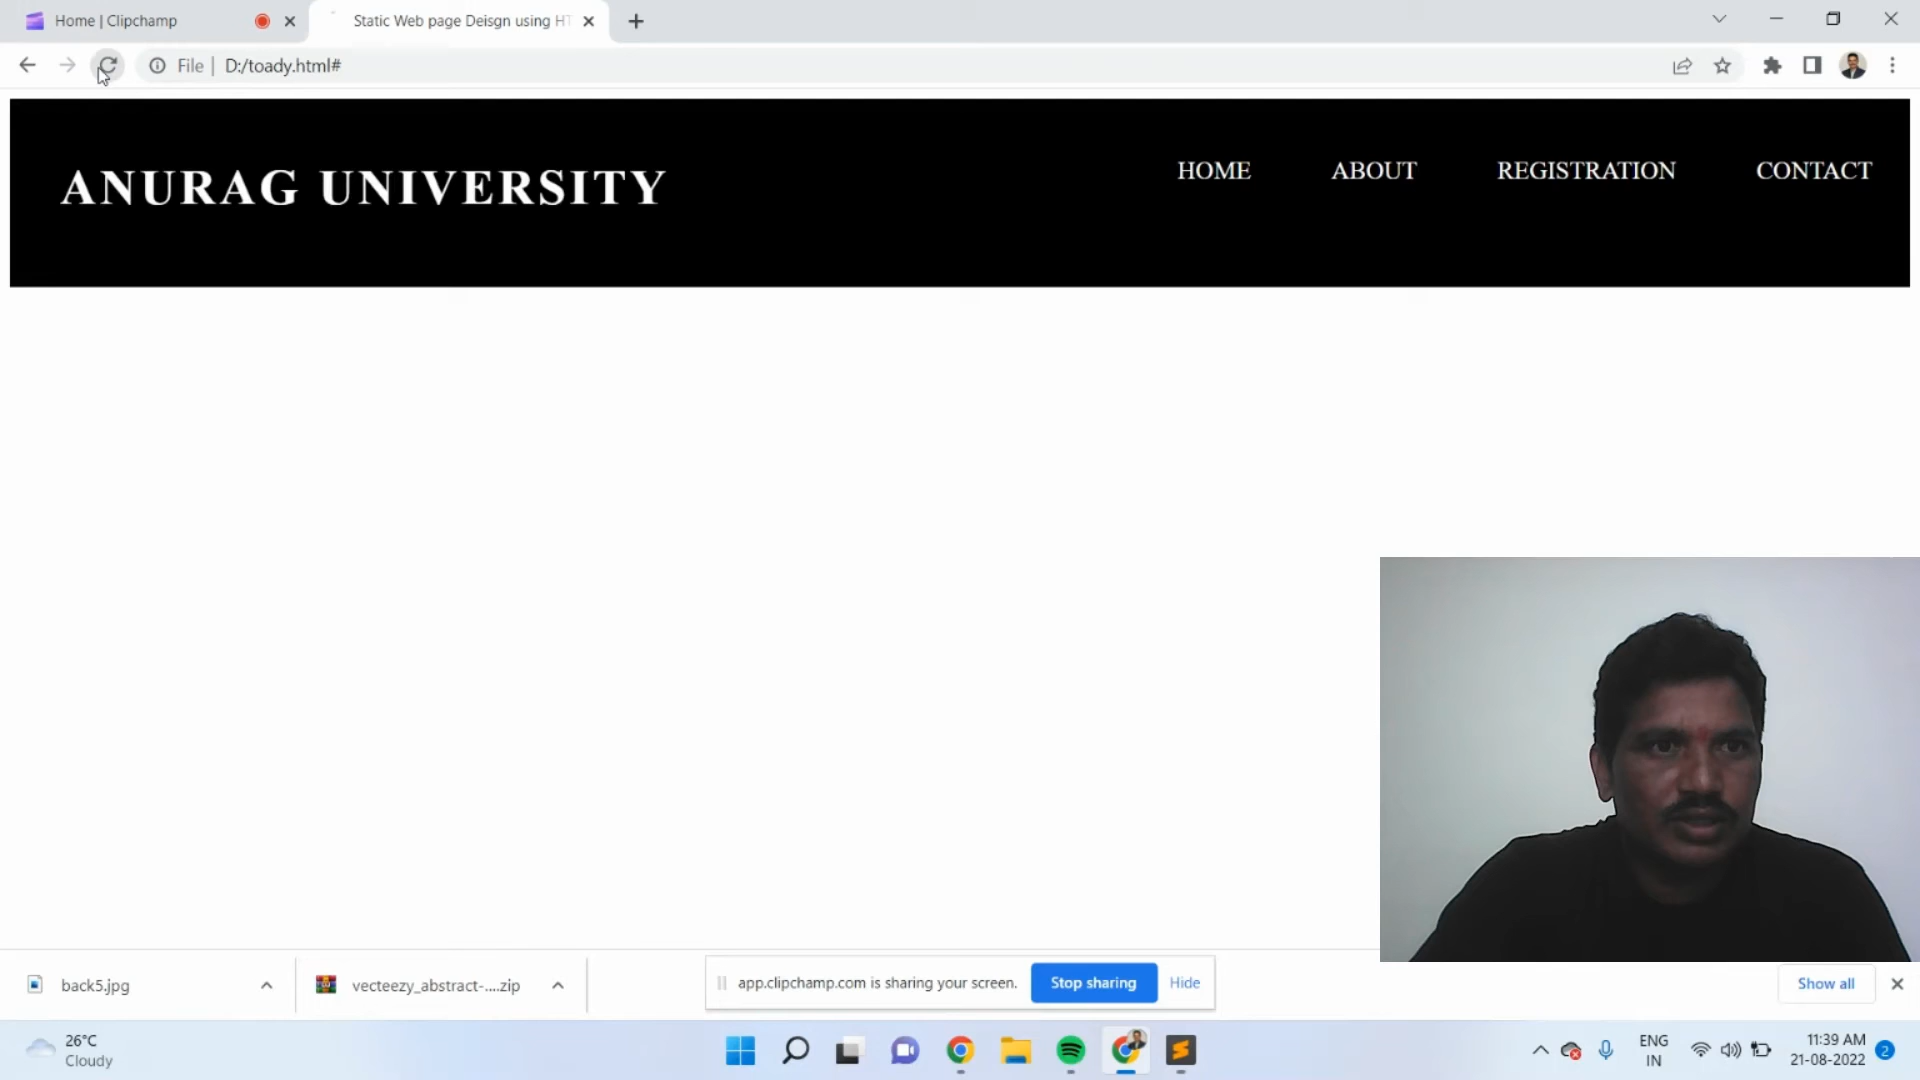 Home | Clipchamp
Static Web page Deisgn using HT
File | D:/toady.html#
ANURAG UNIVERSITY
HOME ABOUT REGISTRATION CONTACT
back5.jpg
vecteezy_abstract-....zip
app.clipchamp.com is sharing your screen.
Stop sharing
Hide
Show all
26°C
Cloudy
ENG
IN
11:39 AM
21-08-2022
2